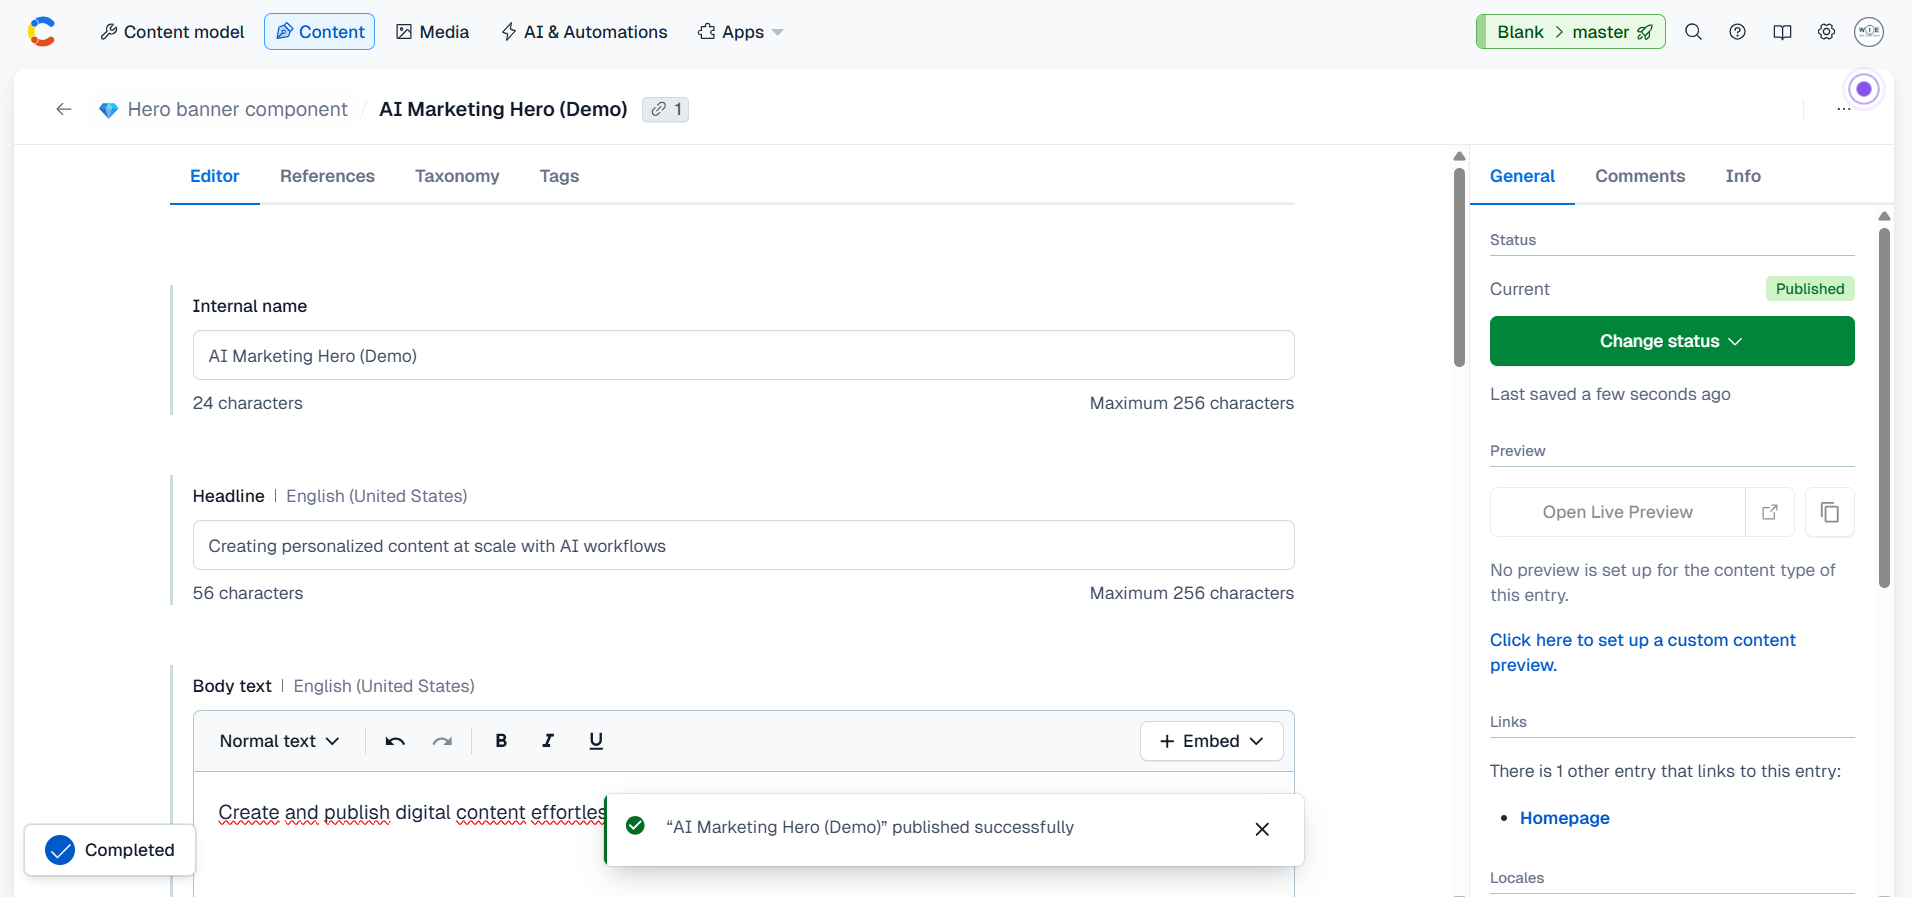 Content model
Content
Media
AI & Automations
Apps
Blank > master
WIE
Hero banner component / AI Marketing Hero (Demo)
1
Editor
References
Taxonomy
Tags
Internal name
AI Marketing Hero (Demo)
24 characters
Maximum 256 characters
Headline | English (United States)
Creating personalized content at scale with AI workflows
56 characters
Maximum 256 characters
Body text | English (United States)
Normal text
B
I
U
+ Embed
Create and publish digital content effortles
"AI Marketing Hero (Demo)" published successfully
Completed
General
Comments
Info
Status
Current
Published
Change status
Last saved a few seconds ago
Preview
Open Live Preview
No preview is set up for the content type of
this entry.
Click here to set up a custom content
preview.
Links
There is 1 other entry that links to this entry:
• Homepage
Locales